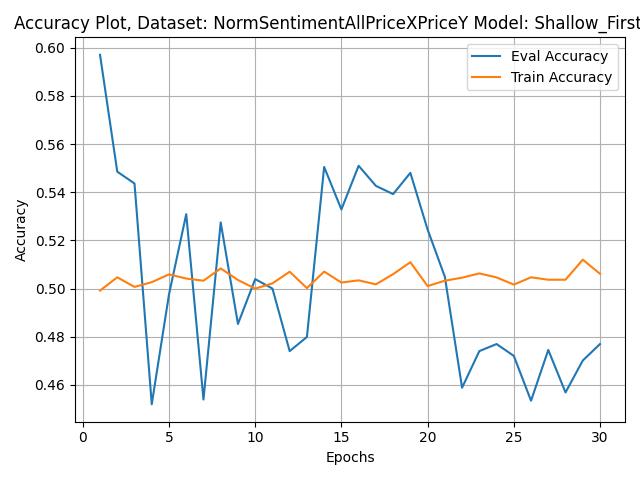 Accuracy Plot, Dataset: NormSentimentAllPriceXPriceY Model: Shallow_First
Eval Accuracy
Train Accuracy
Accuracy
0.60
0.58
0.56
0.54
0.52
0.50
0.48
0.46
0 5 10 15 20 25 30
Epochs